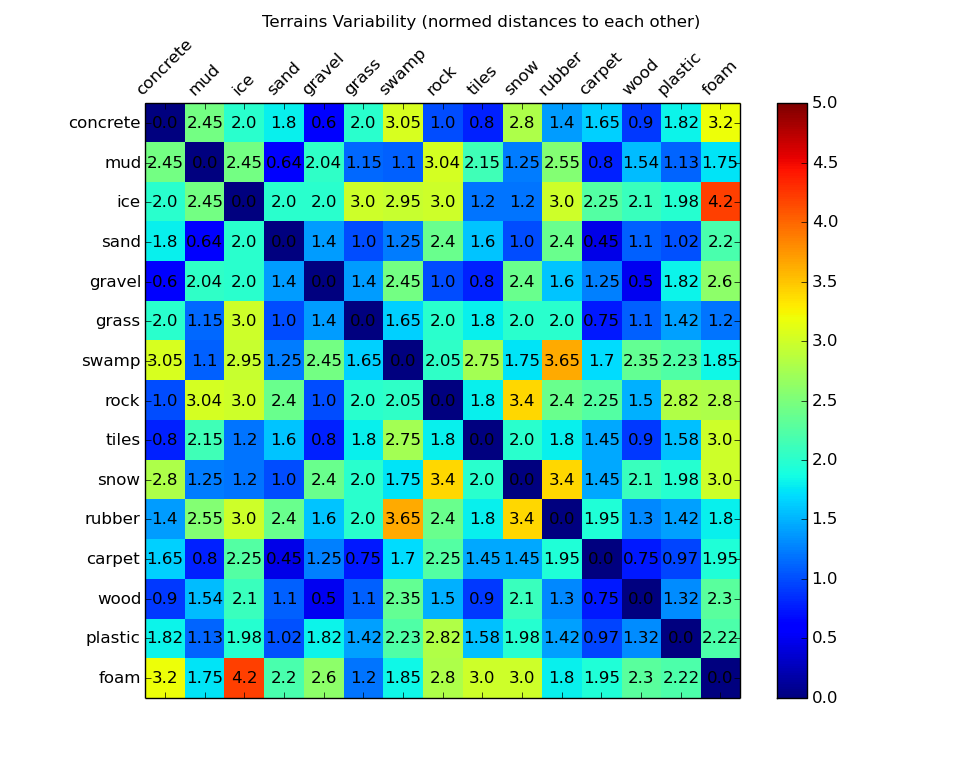 Terrains Variability (normed distances to each other)
concrete mud ice sand gravel grass swamp rock tiles snow rubber carpet wood plastic foam
concrete 0.0 2.45 2.0 1.8 0.6 2.0 3.05 1.0 0.8 2.8 1.4 1.65 0.9 1.82 3.2
mud 2.45 0.0 2.45 0.64 2.04 1.15 1.1 3.04 2.15 1.25 2.55 0.8 1.54 1.13 1.75
ice 2.0 2.45 0.0 2.0 2.0 3.0 2.95 3.0 1.2 1.2 3.0 2.25 2.1 1.98 4.2
sand 1.8 0.64 2.0 0.0 1.4 1.0 1.25 2.4 1.6 1.0 2.4 0.45 1.1 1.02 2.2
gravel 0.6 2.04 2.0 1.4 0.0 1.4 2.45 1.0 0.8 2.4 1.6 1.25 0.5 1.82 2.6
grass 2.0 1.15 3.0 1.0 1.4 0.0 1.65 2.0 1.8 2.0 2.0 0.75 1.1 1.42 1.2
swamp 3.05 1.1 2.95 1.25 2.45 1.65 0.0 2.05 2.75 1.75 3.65 1.7 2.35 2.23 1.85
rock 1.0 3.04 3.0 2.4 1.0 2.0 2.05 0.0 1.8 3.4 2.4 2.25 1.5 2.82 2.8
tiles 0.8 2.15 1.2 1.6 0.8 1.8 2.75 1.8 0.0 2.0 1.8 1.45 0.9 1.58 3.0
snow 2.8 1.25 1.2 1.0 2.4 2.0 1.75 3.4 2.0 0.0 3.4 1.45 2.1 1.98 3.0
rubber 1.4 2.55 3.0 2.4 1.6 2.0 3.65 2.4 1.8 3.4 0.0 1.95 1.3 1.42 1.8
carpet 1.65 0.8 2.25 0.45 1.25 0.75 1.7 2.25 1.45 1.45 1.95 0.0 0.75 0.97 1.95
wood 0.9 1.54 2.1 1.1 0.5 1.1 2.35 1.5 0.9 2.1 1.3 0.75 0.0 1.32 2.3
plastic 1.82 1.13 1.98 1.02 1.82 1.42 2.23 2.82 1.58 1.98 1.42 0.97 1.32 0.0 2.22
foam 3.2 1.75 4.2 2.2 2.6 1.2 1.85 2.8 3.0 3.0 1.8 1.95 2.3 2.22 0.0
5.0
4.5
4.0
3.5
3.0
2.5
2.0
1.5
1.0
0.5
0.0